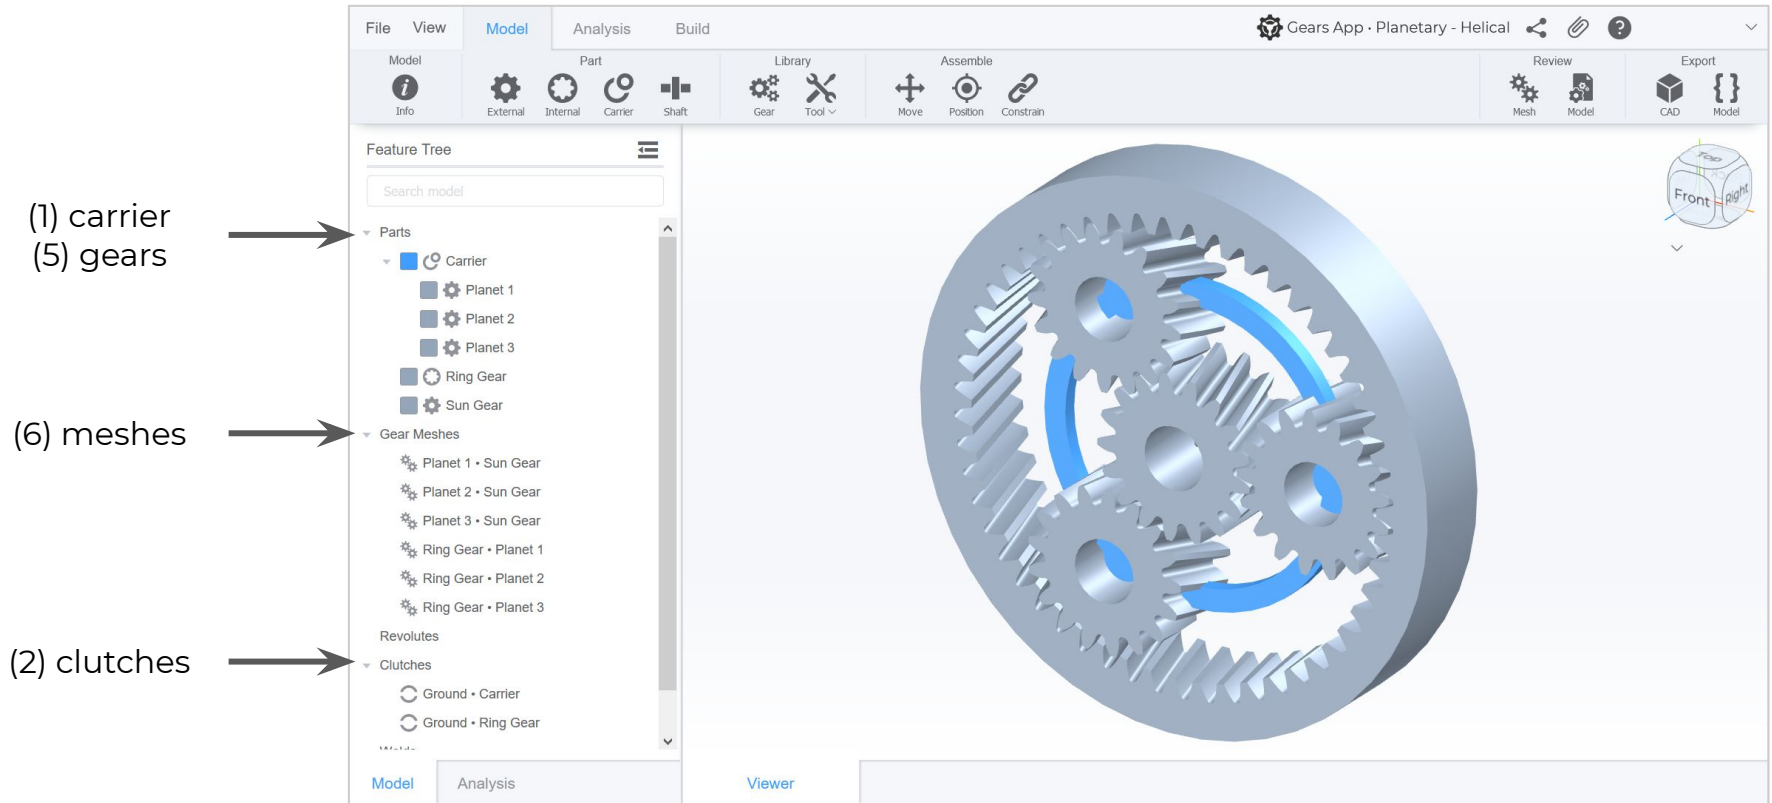 File View Model Analysis Build
Gears App · Planetary - Helical
Model Part Library Assemble Review Export
Info External Internal Carrier Shaft Gear Tool Move Position Constrain Mesh Model CAD Model
Feature Tree
Search model
(1) carrier
(5) gears
Parts
Carrier
Planet 1
Planet 2
Planet 3
Ring Gear
Sun Gear
(6) meshes
Gear Meshes
Planet 1 • Sun Gear
Planet 2 • Sun Gear
Planet 3 • Sun Gear
Ring Gear • Planet 1
Ring Gear • Planet 2
Ring Gear • Planet 3
Revolutes
(2) clutches
Clutches
Ground • Carrier
Ground • Ring Gear
Model Analysis Viewer
Top
Front Right